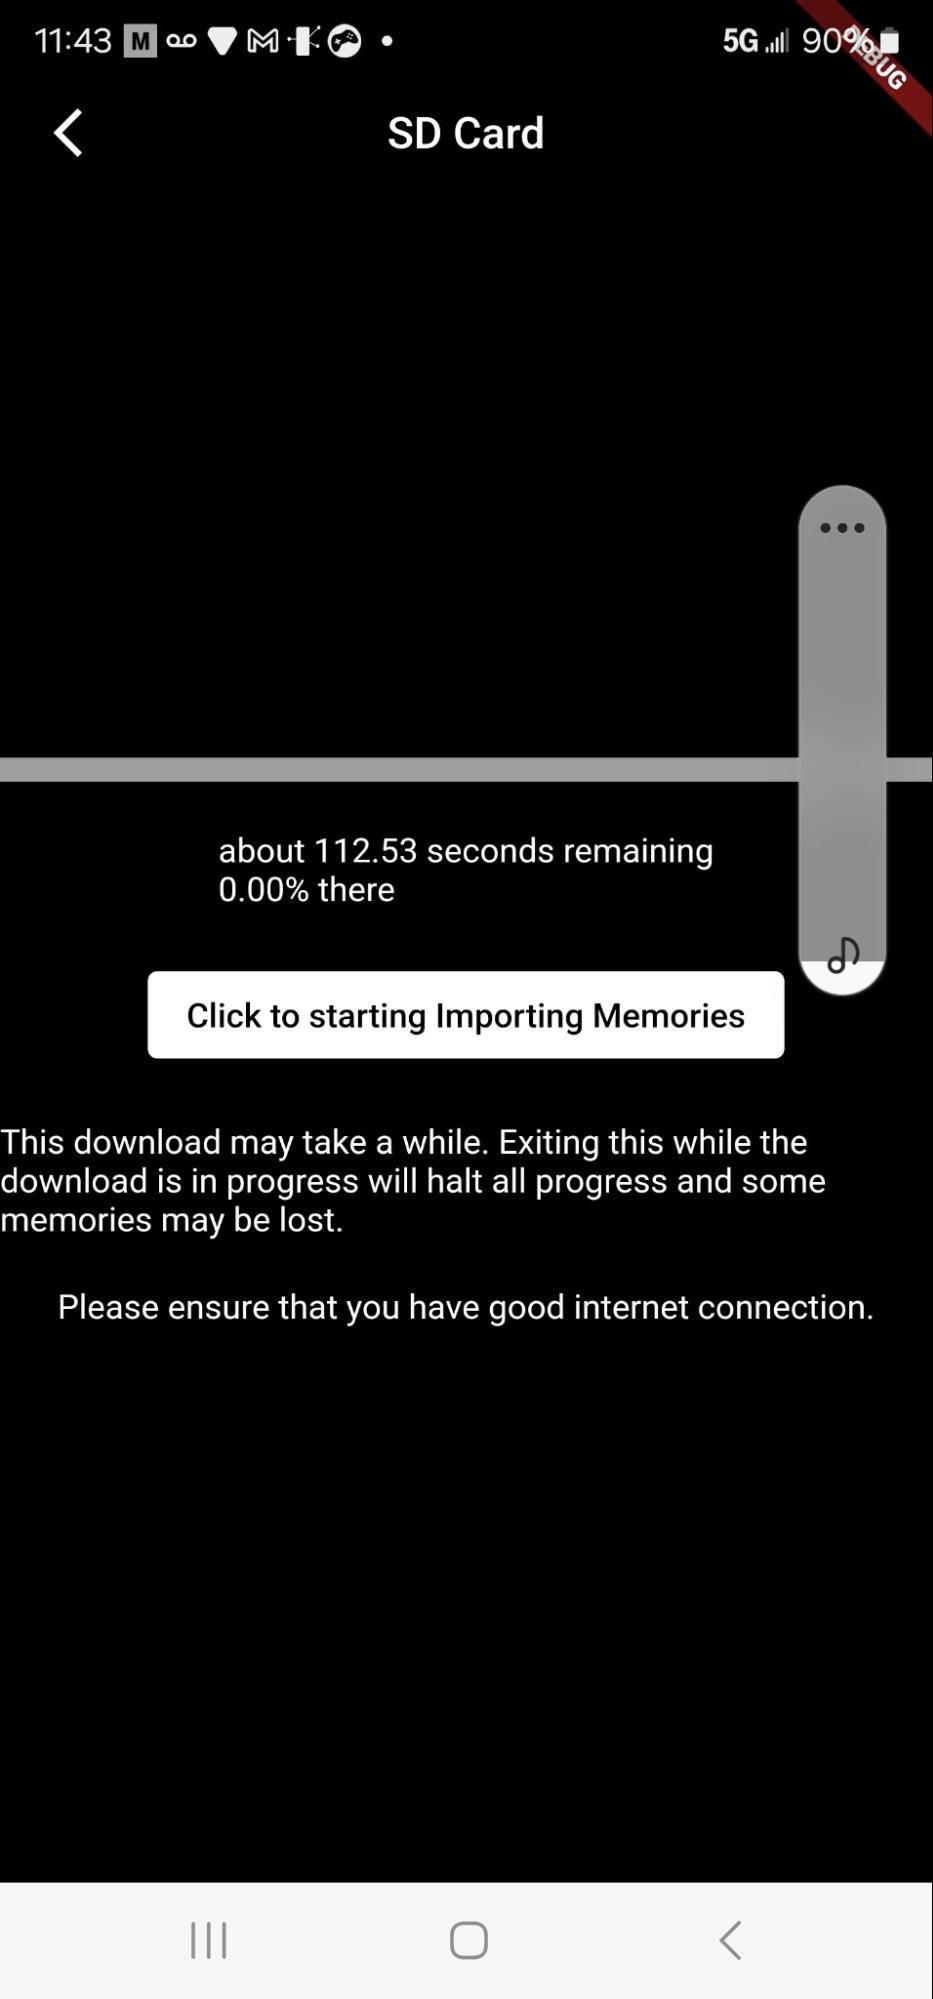 11:43 M 5G 90%
DEBUG
SD Card
about 112.53 seconds remaining
0.00% there
Click to starting Importing Memories
This download may take a while. Exiting this while the
download is in progress will halt all progress and some
memories may be lost.
Please ensure that you have good internet connection.